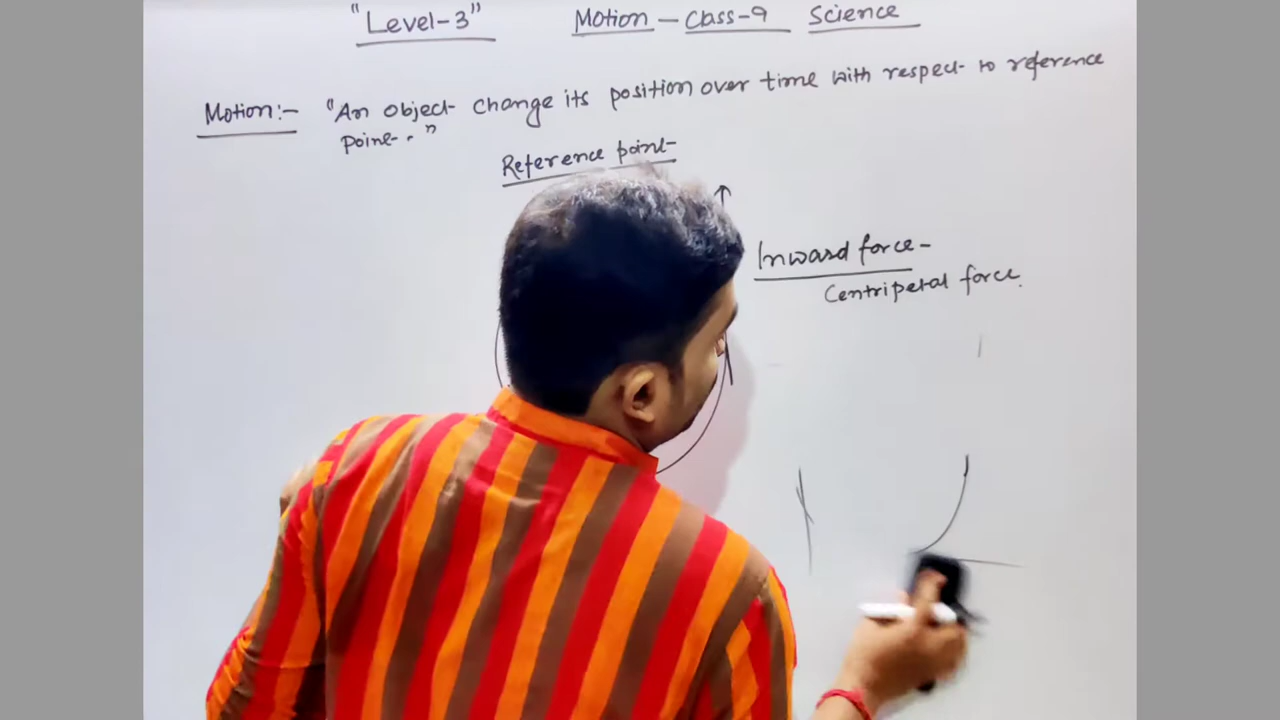 "Level-3" Motion - Class-9 Science
Motion:- "An object change its position over time with respect to reference
point. "
Reference point-
Inward force-
Centripetal force.